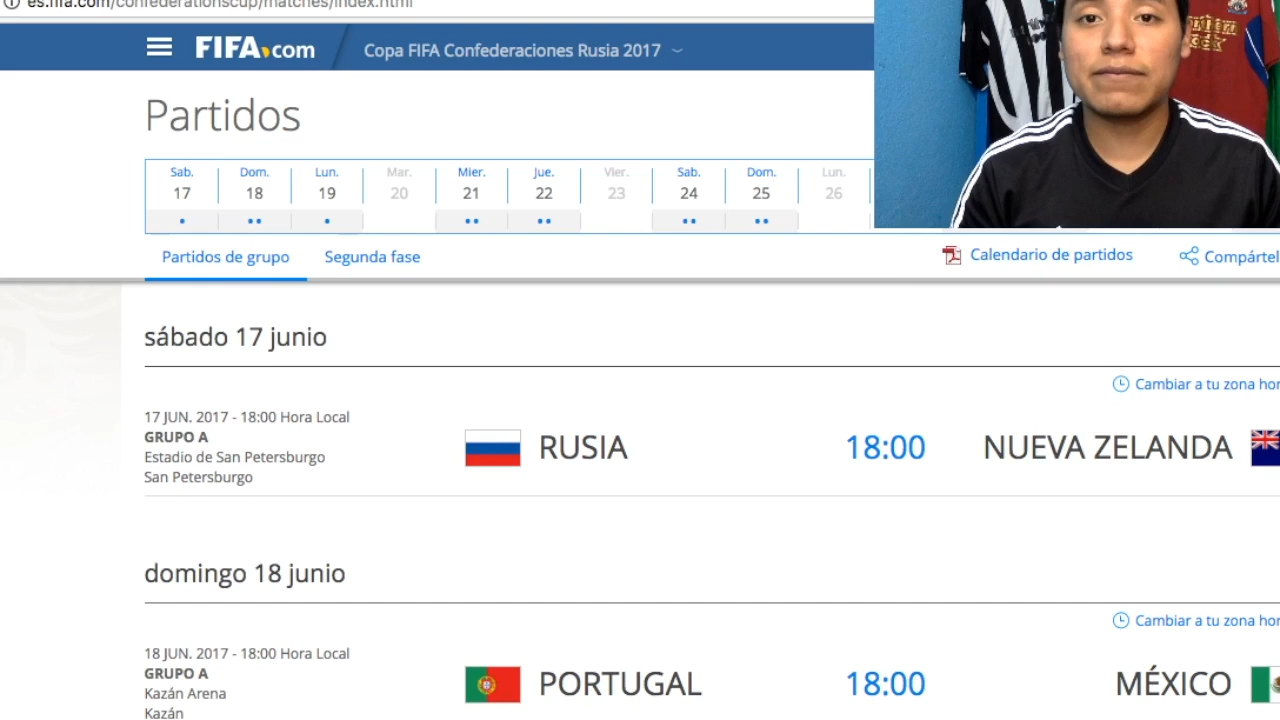 es.fifa.com/confederationscup/matches/index.html
FIFA.com
Copa FIFA Confederaciones Rusia 2017
Partidos
Sab. Dom. Lun. Mar. Mier. Jue. Vier. Sab. Dom. Lun.
17 18 19 20 21 22 23 24 25 26
Partidos de grupo Segunda fase Calendario de partidos Compártel
sábado 17 junio
Cambiar a tu zona hor
17 JUN. 2017 - 18:00 Hora Local
GRUPO A
Estadio de San Petersburgo
San Petersburgo
RUSIA 18:00 NUEVA ZELANDA
domingo 18 junio
Cambiar a tu zona hor
18 JUN. 2017 - 18:00 Hora Local
GRUPO A
Kazán Arena
Kazán
PORTUGAL 18:00 MÉXICO